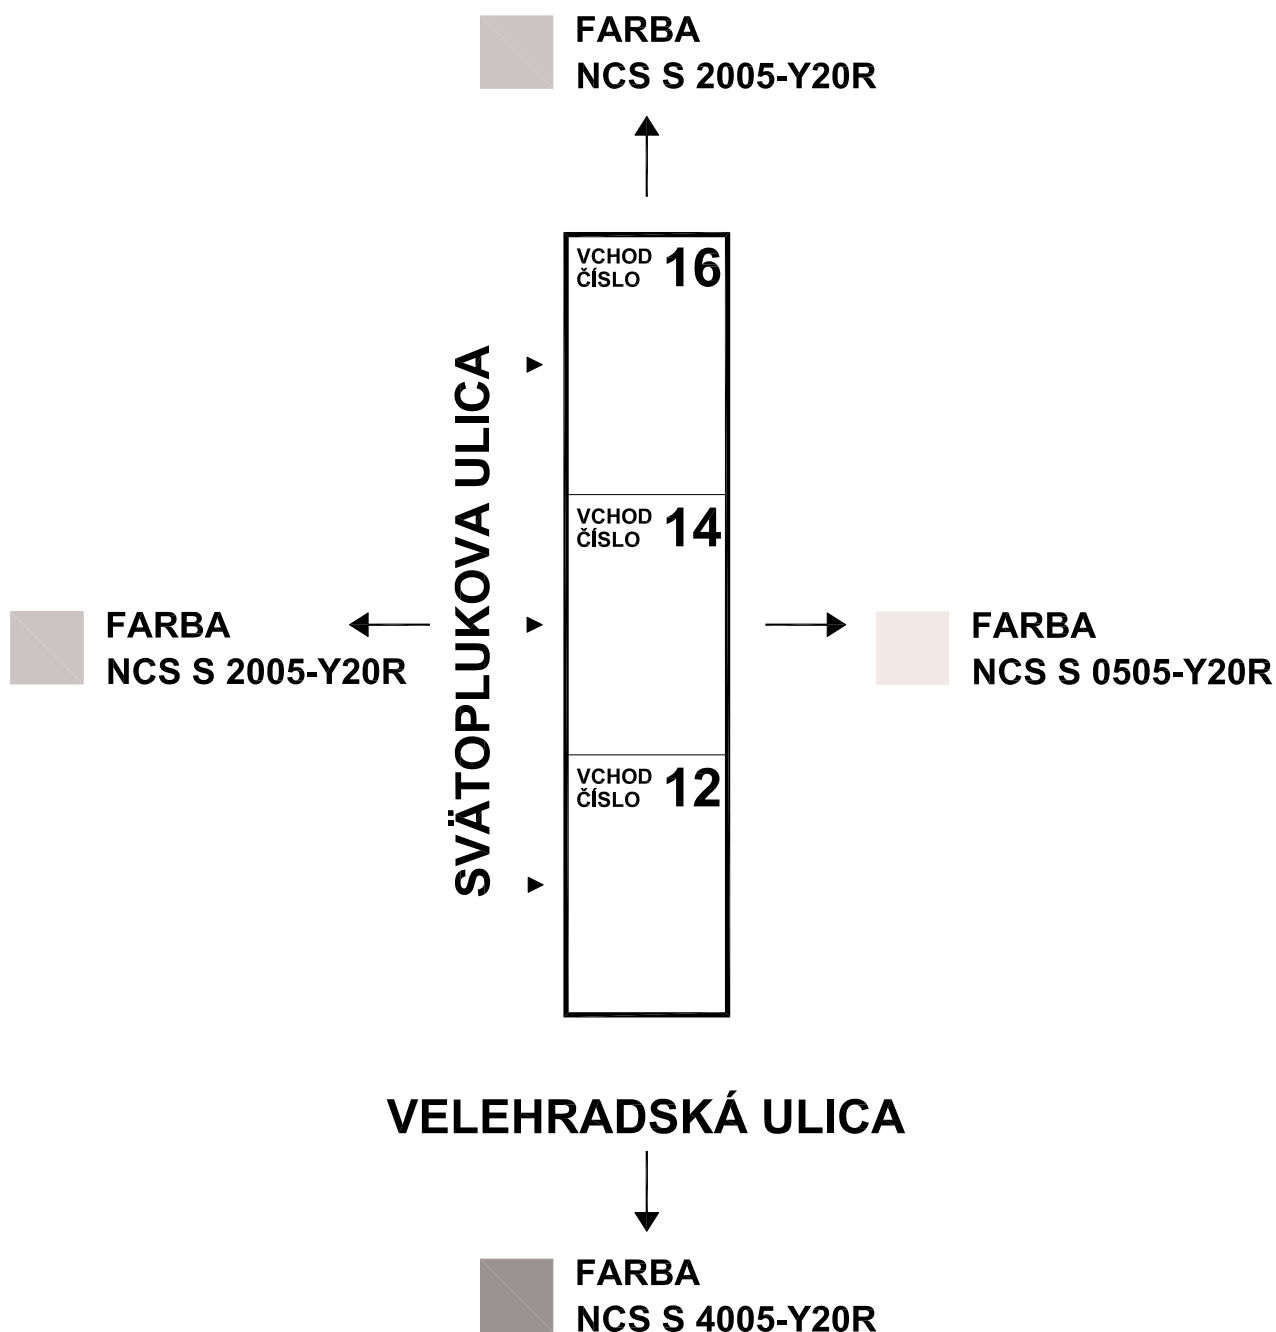 FARBA
NCS S 2005-Y20R
VCHOD
ČÍSLO
16
SVÄTOPLUKOVA ULICA
VCHOD
ČÍSLO
14
FARBA
NCS S 2005-Y20R
FARBA
NCS S 0505-Y20R
VCHOD
ČÍSLO
12
VELEHRADSKÁ ULICA
FARBA
NCS S 4005-Y20R